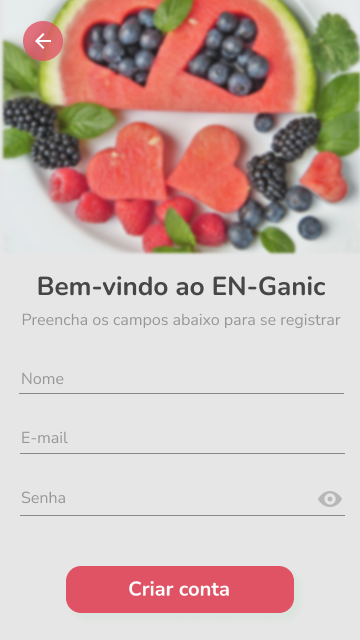 Bem-vindo ao EN-Ganic
Preencha os campos abaixo para se registrar
Nome
E-mail
Senha
Criar conta